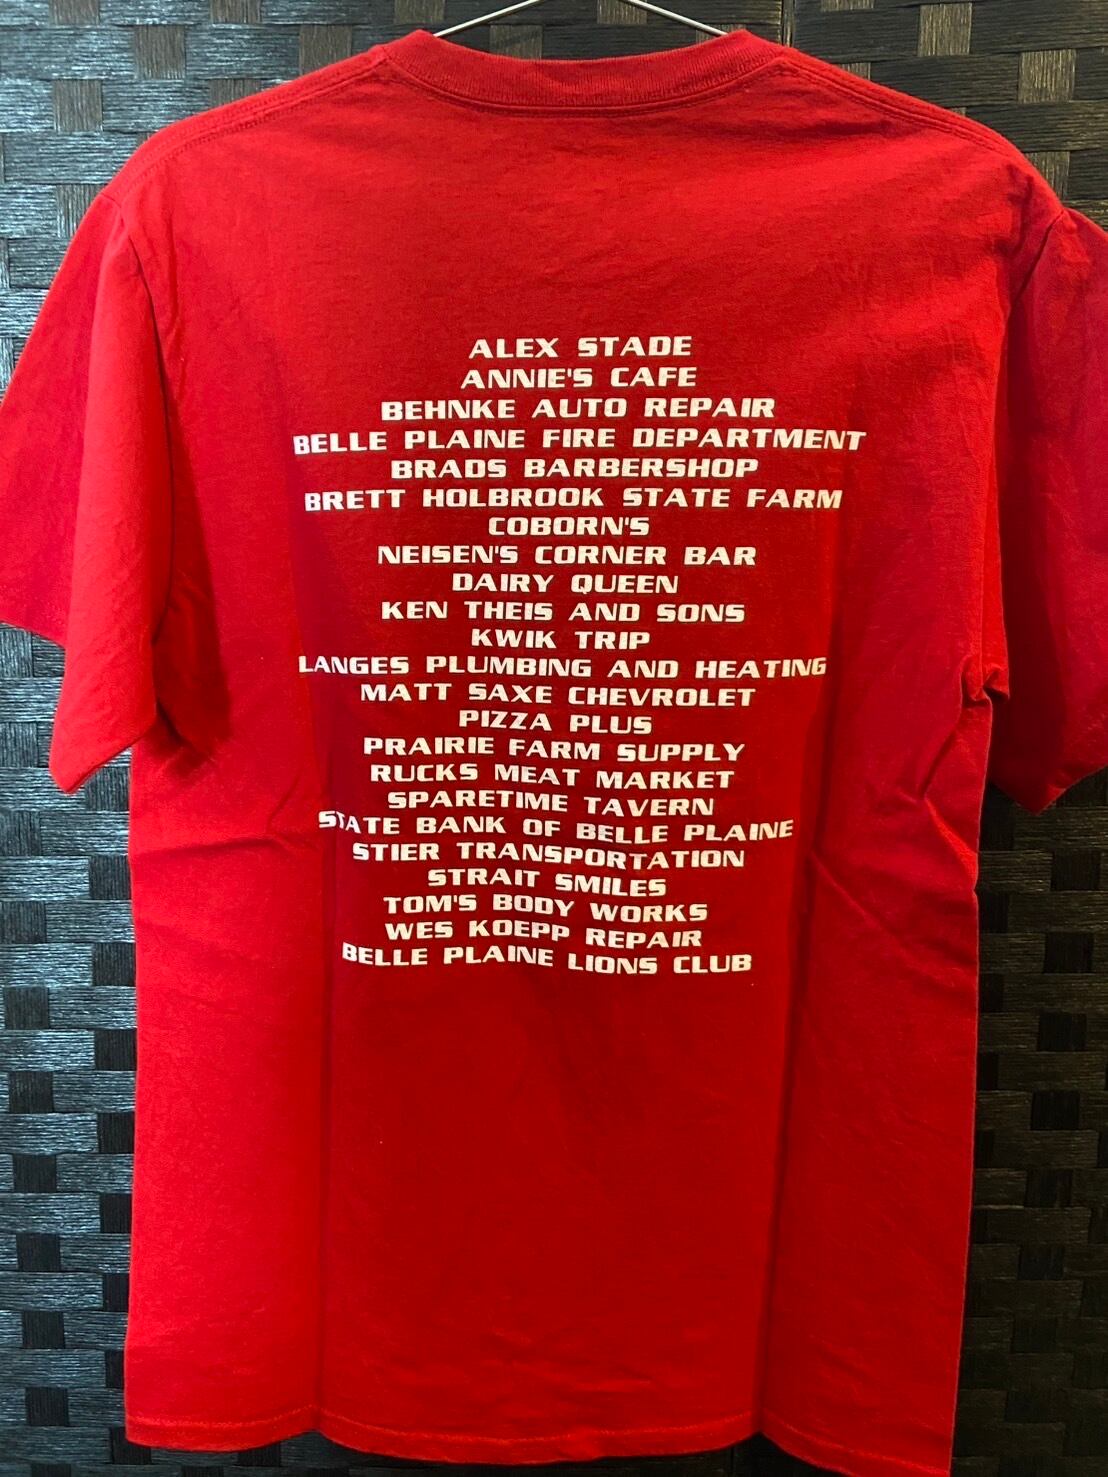 ALEX STADE
ANNIE'S CAFE
BEHNKE AUTO REPAIR
BELLE PLAINE FIRE DEPARTMENT
BRADS BARBERSHOP
BRETT HOLBROOK STATE FARM
COBORN'S
NEISEN'S CORNER BAR
DAIRY QUEEN
KEN THEIS AND SONS
KWIK TRIP
LANGES PLUMBING AND HEATING
MATT SAXE CHEVROLET
PIZZA PLUS
PRAIRIE FARM SUPPLY
RUCKS MEAT MARKET
SPARETIME TAVERN
STATE BANK OF BELLE PLAINE
STIER TRANSPORTATION
STRAIT SMILES
TOM'S BODY WORKS
WES KOEPP REPAIR
BELLE PLAINE LIONS CLUB